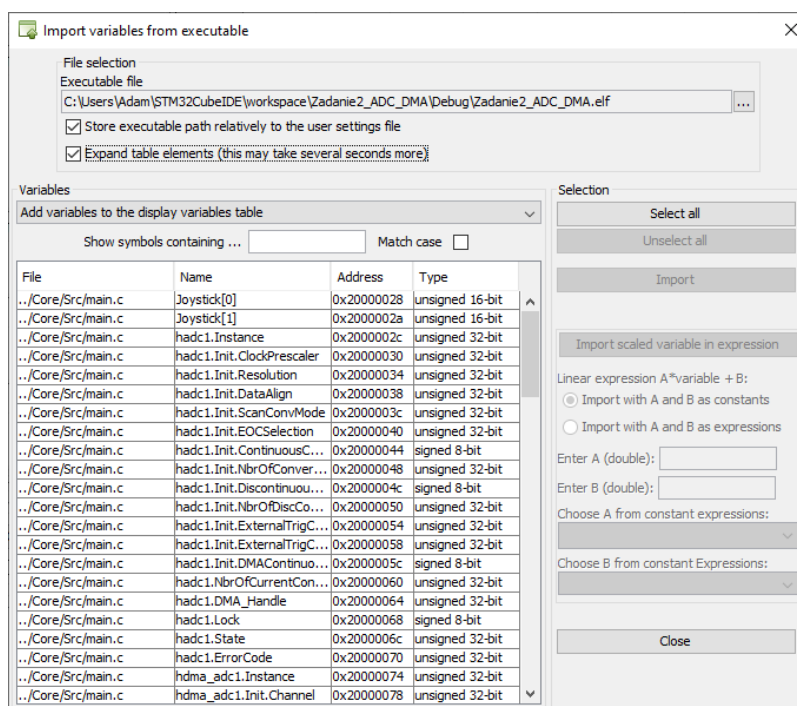 Import variables from executable
File selection
Executable file
C:\Users\Adam\STM32CubeIDE\workspace\Zadanie2_ADC_DMA\Debug\Zadanie2_ADC_DMA.elf
...
Store executable path relatively to the user settings file
Expand table elements (this may take several seconds more)
Variables
Add variables to the display variables table
Show symbols containing ... Match case
File Name Address Type
../Core/Src/main.c Joystick[0] 0x20000028 unsigned 16-bit
../Core/Src/main.c Joystick[1] 0x2000002a unsigned 16-bit
../Core/Src/main.c hadc1.Instance 0x2000002c unsigned 32-bit
../Core/Src/main.c hadc1.Init.ClockPrescaler 0x20000030 unsigned 32-bit
../Core/Src/main.c hadc1.Init.Resolution 0x20000034 unsigned 32-bit
../Core/Src/main.c hadc1.Init.DataAlign 0x20000038 unsigned 32-bit
../Core/Src/main.c hadc1.Init.ScanConvMode 0x2000003c unsigned 32-bit
../Core/Src/main.c hadc1.Init.EOCSelection 0x20000040 unsigned 32-bit
../Core/Src/main.c hadc1.Init.ContinuousC... 0x20000044 signed 8-bit
../Core/Src/main.c hadc1.Init.NbrOfConver... 0x20000048 unsigned 32-bit
../Core/Src/main.c hadc1.Init.Discontinuou... 0x2000004c signed 8-bit
../Core/Src/main.c hadc1.Init.NbrOfDiscCo... 0x20000050 unsigned 32-bit
../Core/Src/main.c hadc1.Init.ExternalTrigC... 0x20000054 unsigned 32-bit
../Core/Src/main.c hadc1.Init.ExternalTrigC... 0x20000058 unsigned 32-bit
../Core/Src/main.c hadc1.Init.DMAContinuo... 0x2000005c signed 8-bit
../Core/Src/main.c hadc1.NbrOfCurrentCon... 0x20000060 unsigned 32-bit
../Core/Src/main.c hadc1.DMA_Handle 0x20000064 unsigned 32-bit
../Core/Src/main.c hadc1.Lock 0x20000068 signed 8-bit
../Core/Src/main.c hadc1.State 0x2000006c unsigned 32-bit
../Core/Src/main.c hadc1.ErrorCode 0x20000070 unsigned 32-bit
../Core/Src/main.c hdma_adc1.Instance 0x20000074 unsigned 32-bit
../Core/Src/main.c hdma_adc1.Init.Channel 0x20000078 unsigned 32-bit
Selection
Select all
Unselect all
Import
Import scaled variable in expression
Linear expression A*variable + B:
Import with A and B as constants
Import with A and B as expressions
Enter A (double):
Enter B (double):
Choose A from constant expressions:
Choose B from constant Expressions:
Close